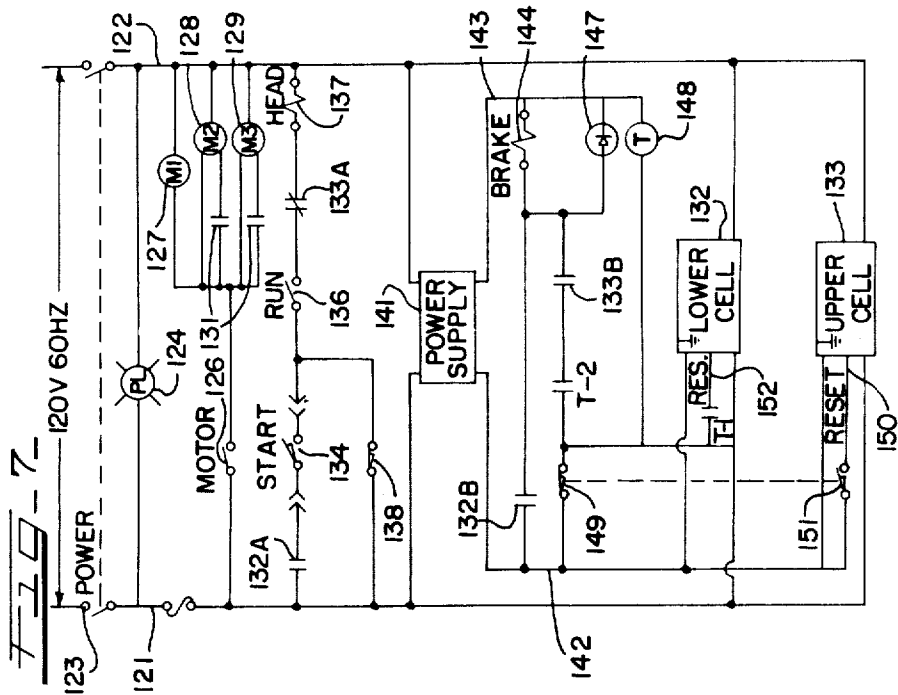 Fig-7
120V 60HZ
POWER
123
121
122
PL
124
M1
127
M2
128
M3
129
131
MOTOR
126
HEAD
137
133A
RUN
136
START
134
132A
138
POWER
SUPPLY
141
142
143
BRAKE
144
147
T
148
132B
133B
T-2
149
LOWER
CELL
132
RES.
152
T-1
UPPER
CELL
133
RESET
150
151